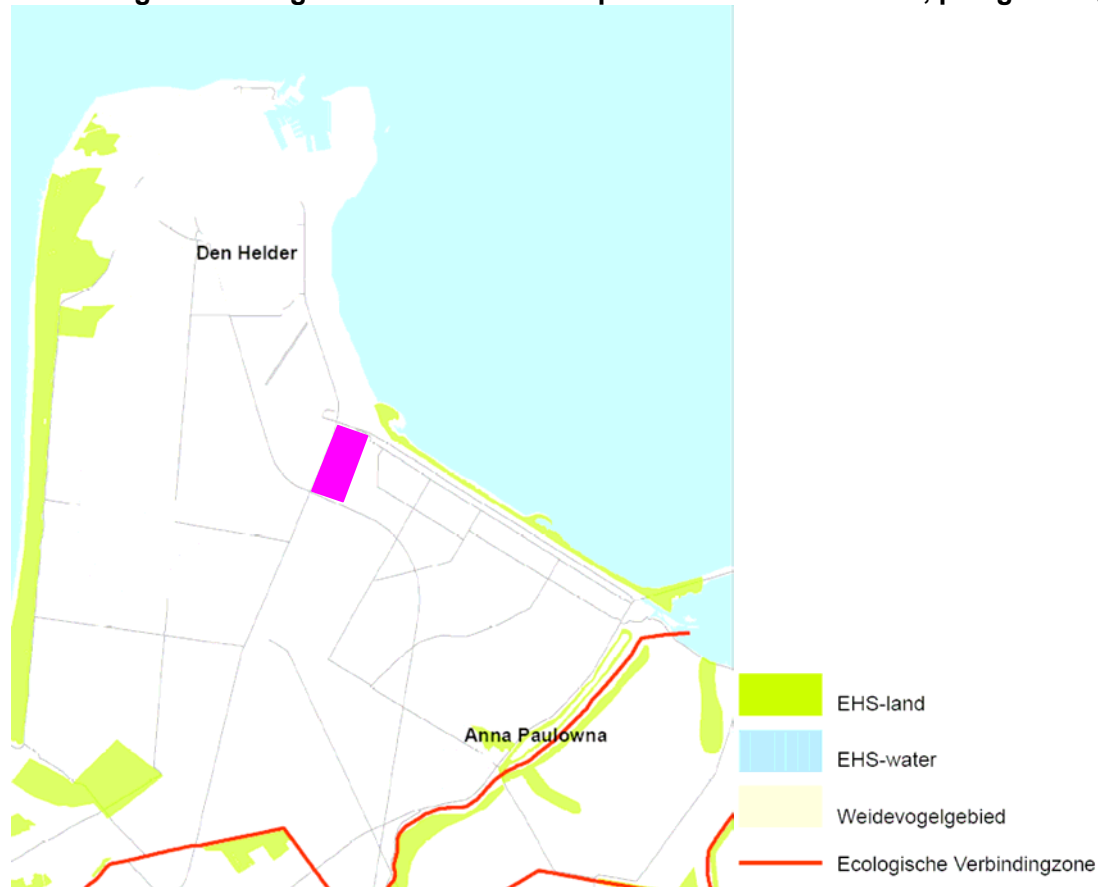 Den Helder
Anna Paulowna
EHS-land
EHS-water
Weidevogelgebied
Ecologische Verbindingzone